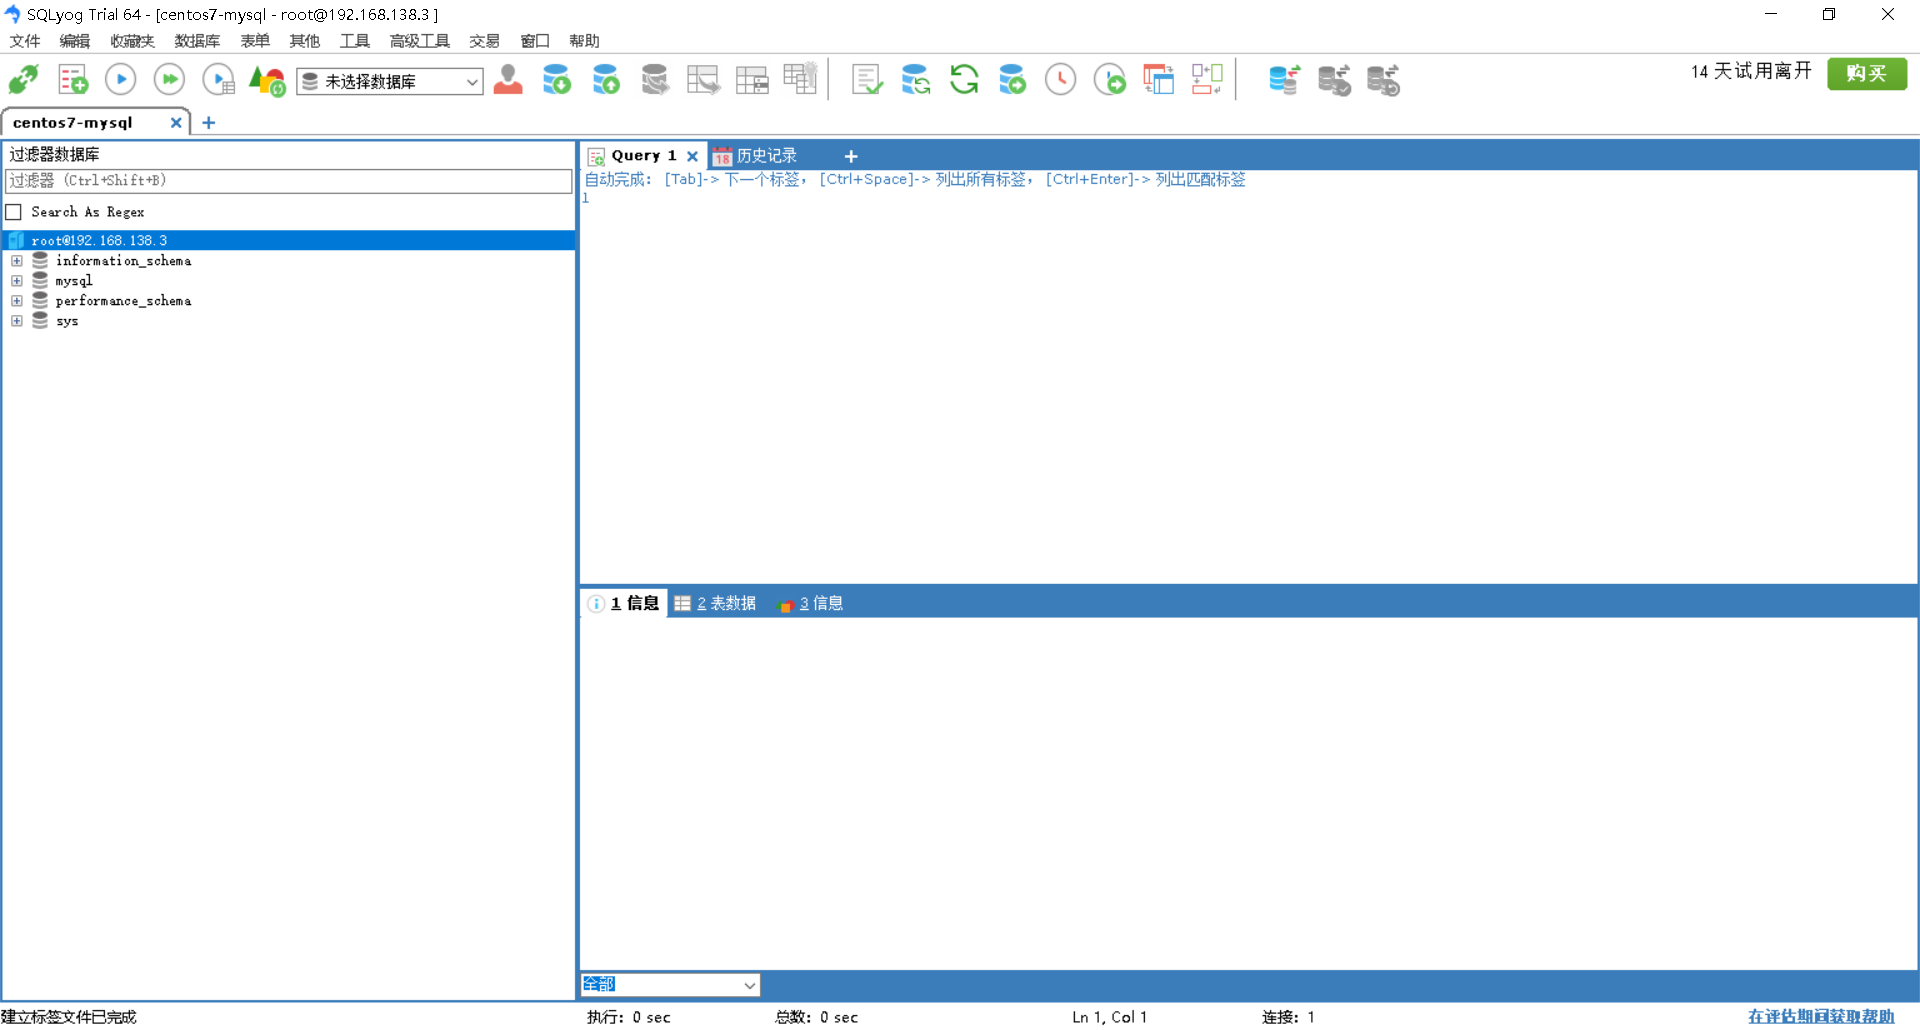 SQLyog Trial 64 - [centos7-mysql - root@192.168.138.3 ]
文件 编辑 收藏夹 数据库 表单 其他 工具 高级工具 交易 窗口 帮助
未选择数据库
14 天试用离开
购买
centos7-mysql
过滤器数据库
过滤器 (Ctrl+Shift+B)
Search As Regex
root@192.168.138.3
information_schema
mysql
performance_schema
sys
Query 1
18 历史记录
自动完成: [Tab]-> 下一个标签, [Ctrl+Space]-> 列出所有标签, [Ctrl+Enter]-> 列出匹配标签
1
1 信息 2 表数据 3 信息
全部
建立标签文件已完成
执行: 0 sec
总数: 0 sec
Ln 1, Col 1
连接: 1
在评估期间获取帮助